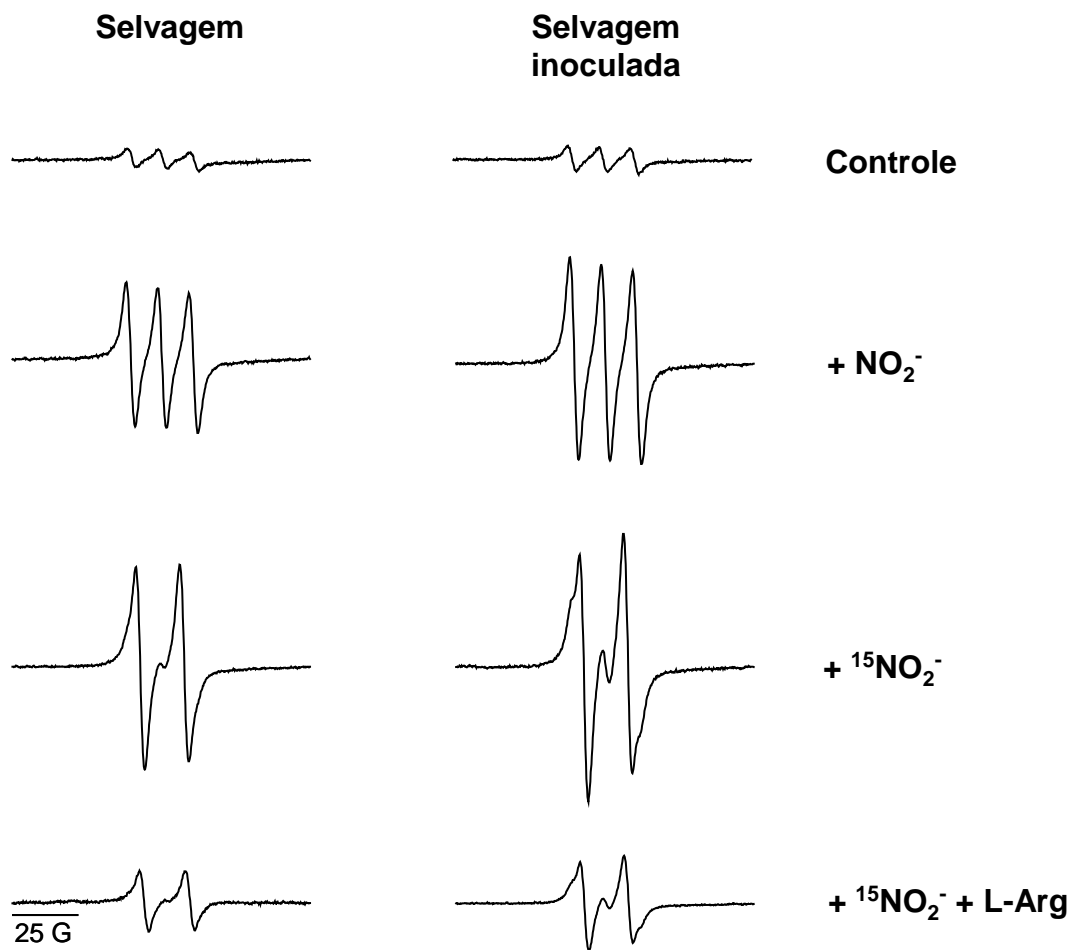 Selvagem
Selvagem
inoculada
Controle
+ NO₂⁻
+ ¹⁵NO₂⁻
+ ¹⁵NO₂⁻ + L-Arg
25 G